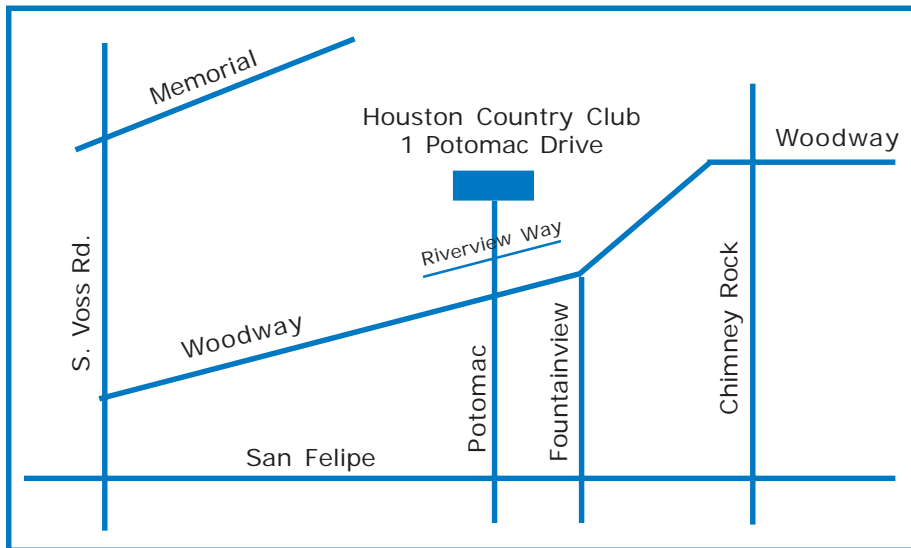 Memorial
Houston Country Club
1 Potomac Drive
Woodway
Riverview Way
S. Voss Rd.
Woodway
Potomac
Fountainview
Chimney Rock
San Felipe